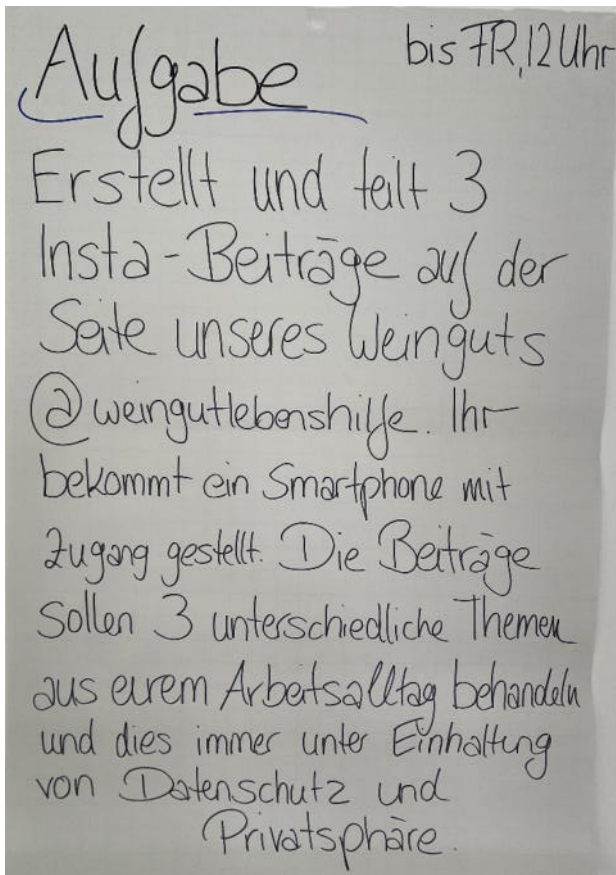 Aufgabe bis FR, 12 Uhr
Erstellt und teilt 3
Insta-Beiträge auf der
Seite unseres Weinguts
@weingutlebenshilfe. Ihr
bekommt ein Smartphone mit
Zugang gestellt. Die Beiträge
sollen 3 unterschiedliche Themen
aus eurem Arbeitsalltag behandeln
und dies immer unter Einhaltung
von Datenschutz und
Privatsphäre.